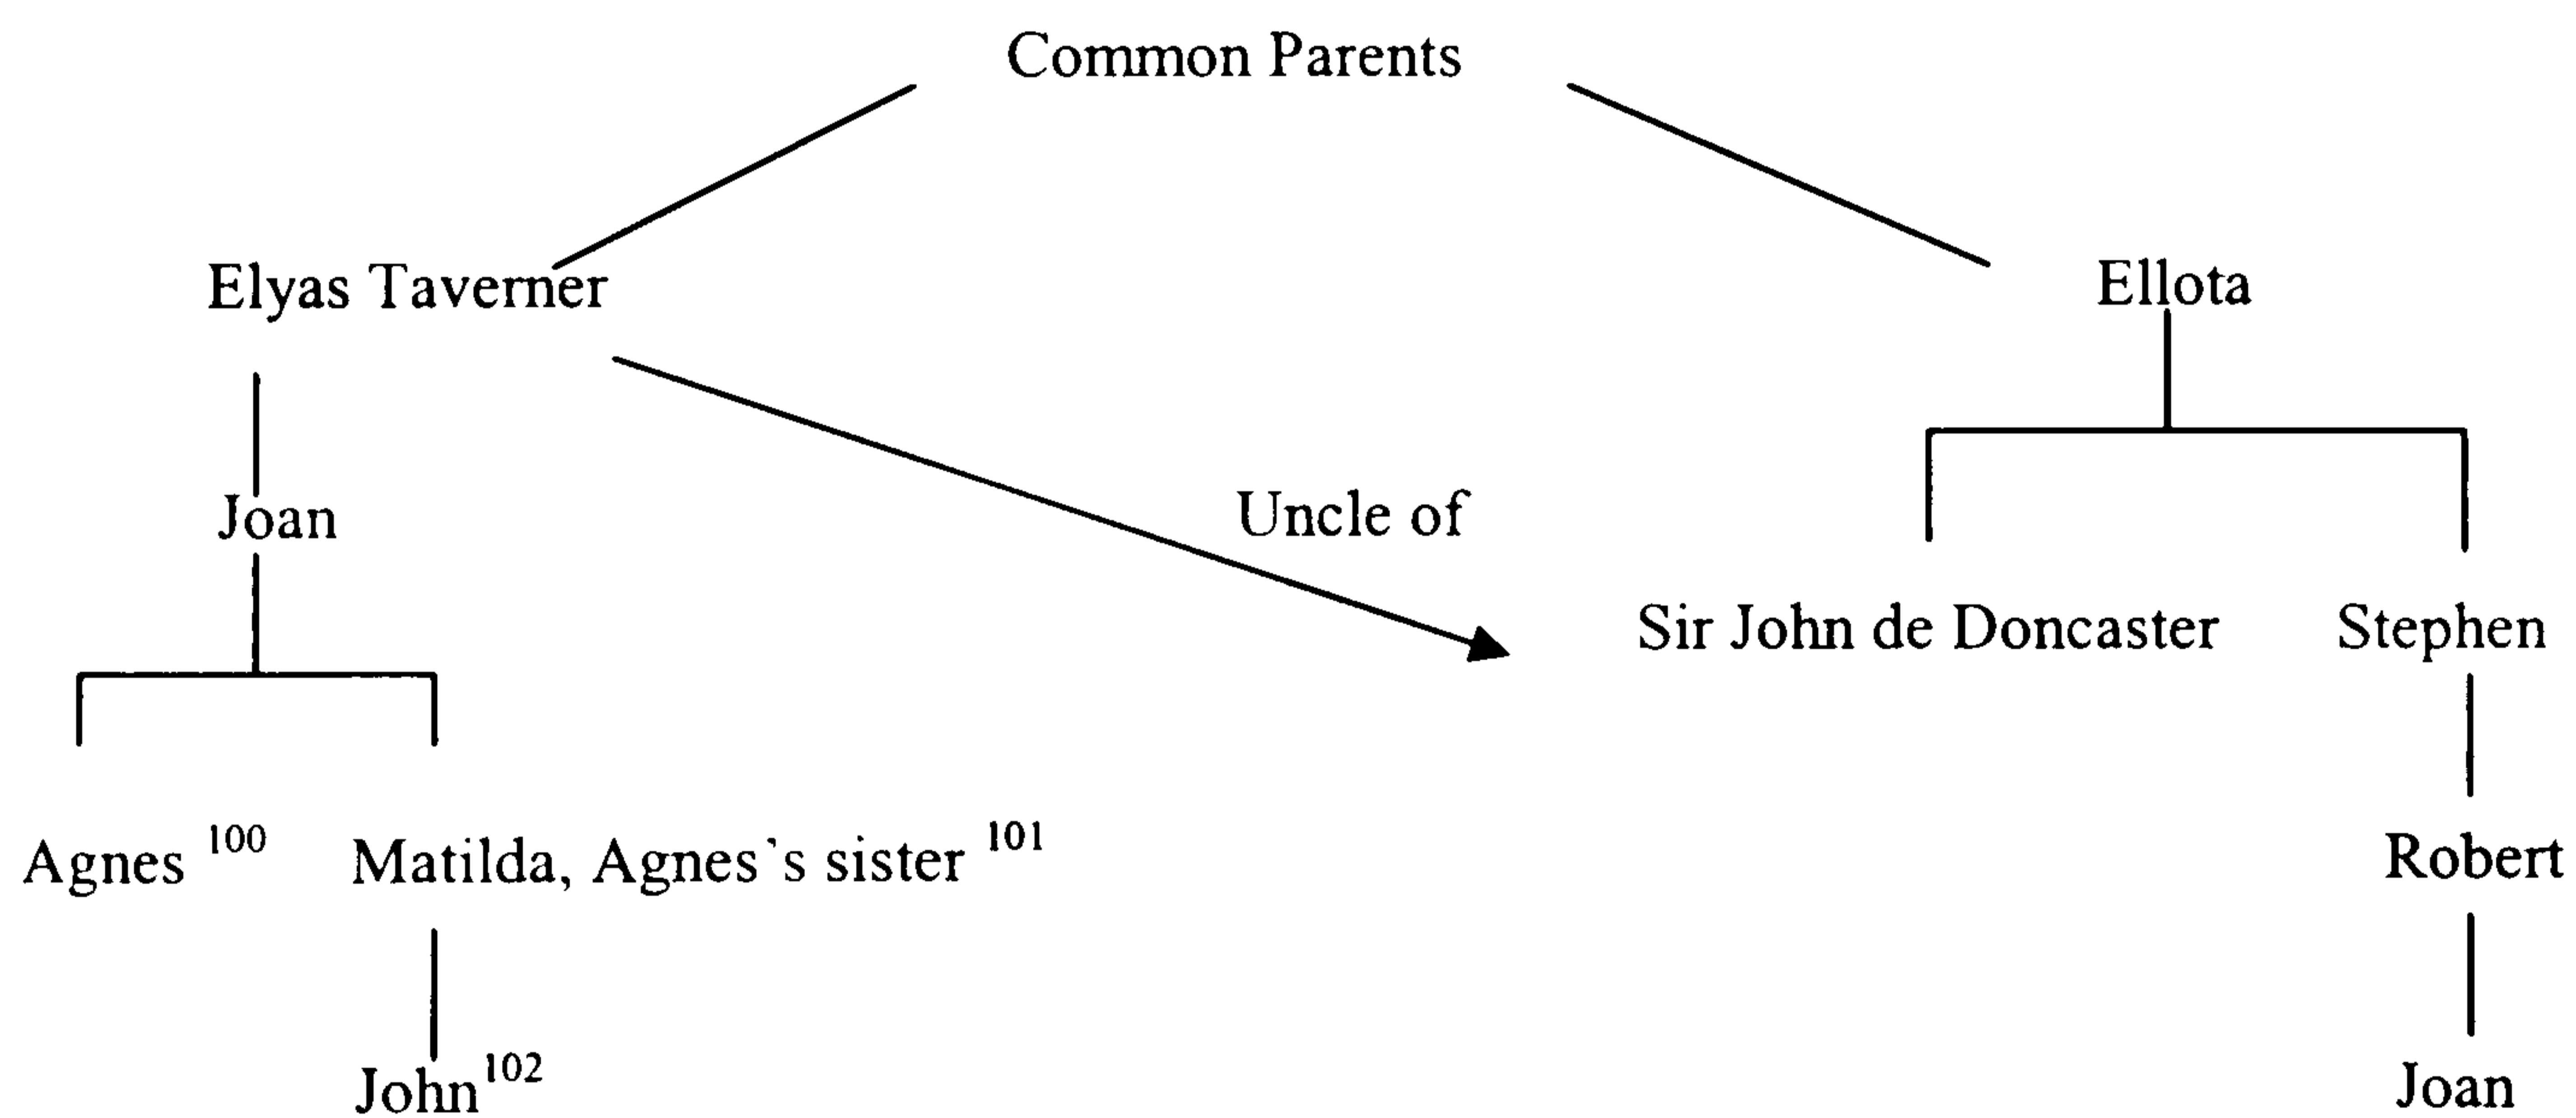 Common Parents
Elyas Taverner
Ellota
Joan
Uncle of
Sir John de Doncaster
Stephen
Agnes 100
Matilda, Agnes's sister 101
Robert
John102
Joan